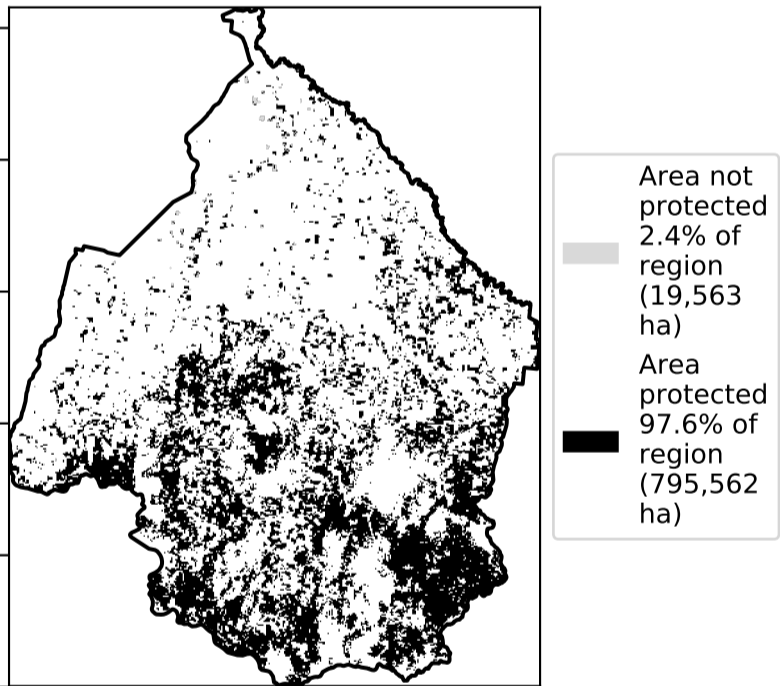 Area not
protected
2.4% of
region
(19,563
ha)
Area
protected
97.6% of
region
(795,562
ha)